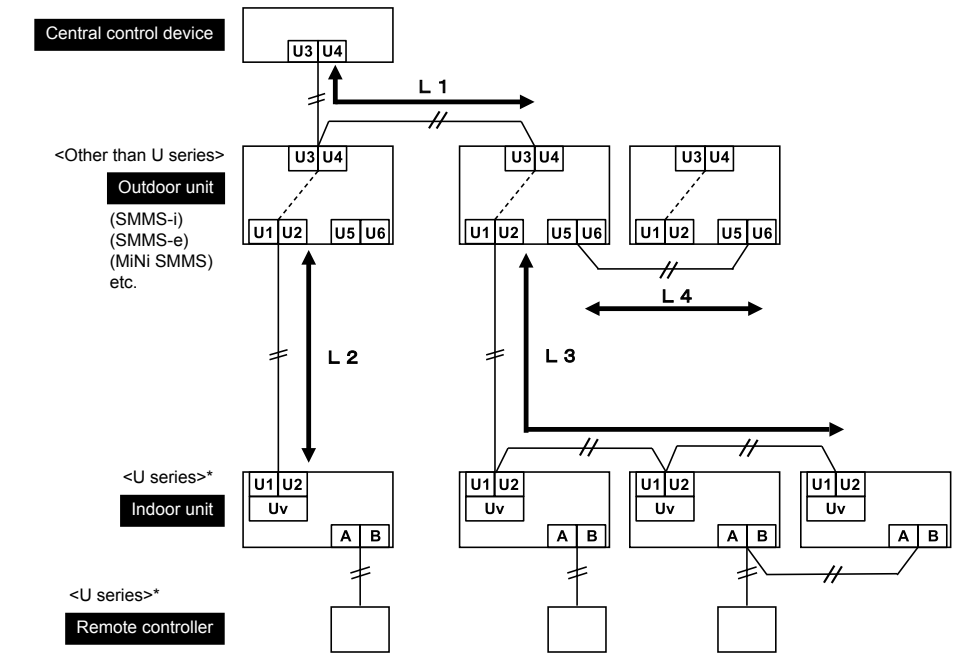 Central control device
U3 U4
L 1
<Other than U series>
U3 U4
U3 U4
U3 U4
Outdoor unit
(SMMS-i)
(SMMS-e)
(MiNi SMMS)
etc.
U1 U2 U5 U6
U1 U2 U5 U6
U1 U2 U5 U6
L 4
L 2
L 3
<U series>*
U1 U2
U1 U2
U1 U2
U1 U2
Indoor unit
Uv
Uv
Uv
Uv
A B
A B
A B
A B
<U series>*
Remote controller